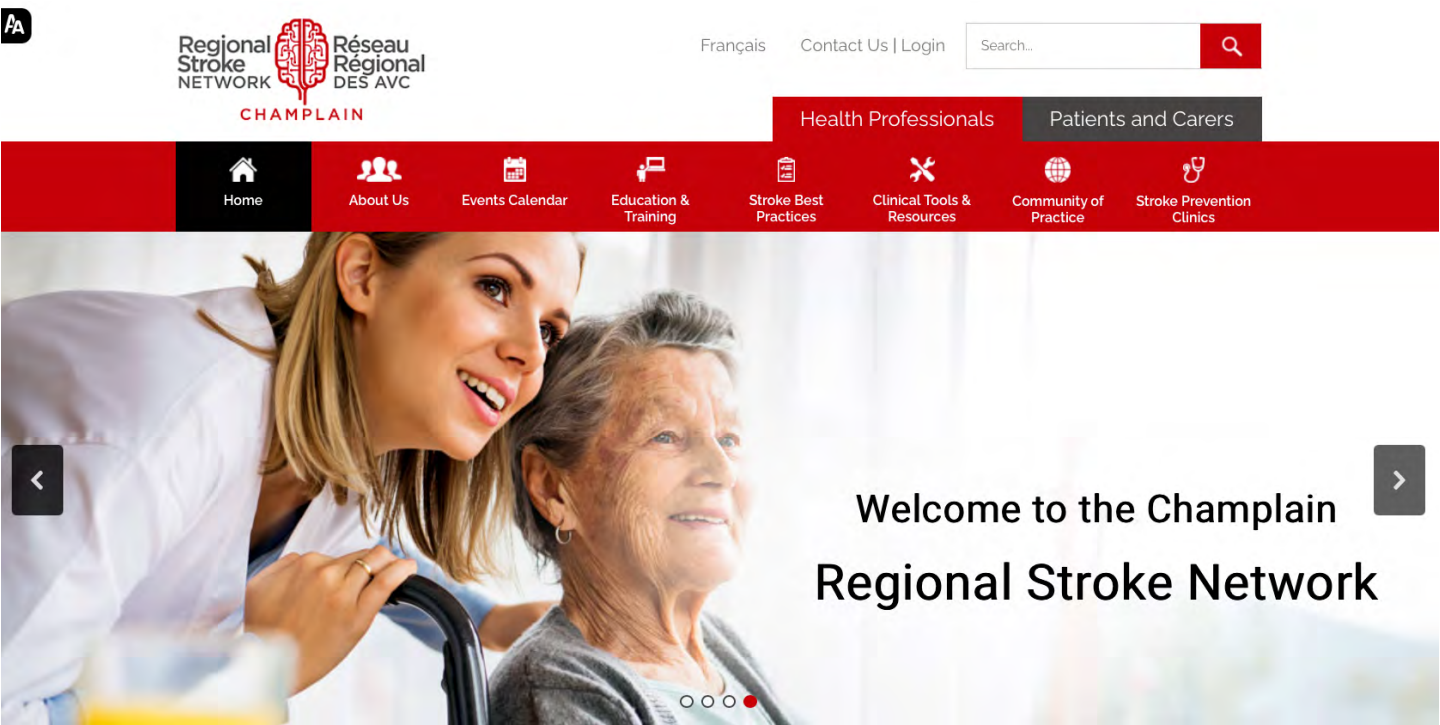 AA
Regional Réseau
Stroke Régional
NETWORK DES AVC
CHAMPLAIN
Français Contact Us | Login Search...
Health Professionals Patients and Carers
Home About Us Events Calendar Education & Stroke Best Clinical Tools & Community of Stroke Prevention
Training Practices Resources Practice Clinics
Welcome to the Champlain
Regional Stroke Network